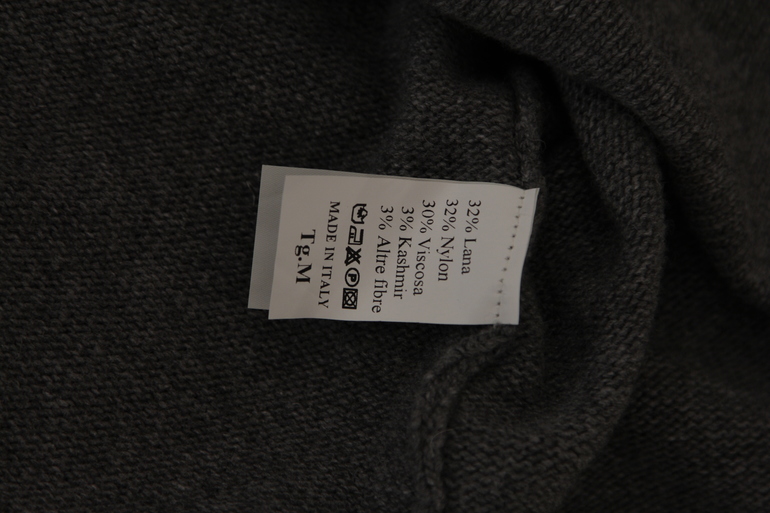 32% Lana
32% Nylon
30% Viscosa
3% Kashmir
3% Altre fibre
P
MADE IN ITALY
Tg.M